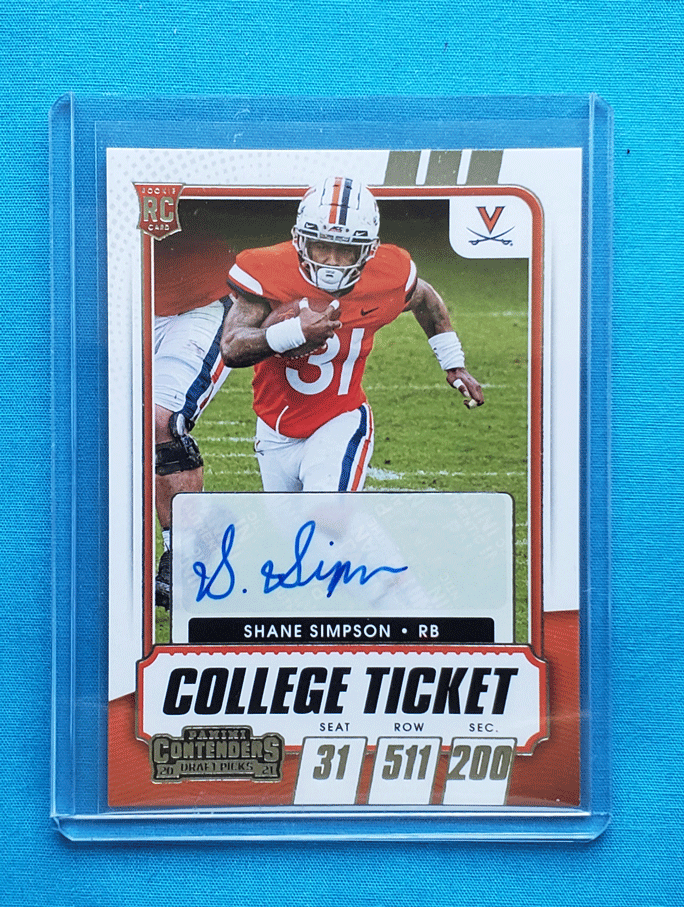 ROOKIE
RC
CARD
V
31
S. Simpson
SHANE SIMPSON • RB
COLLEGE TICKET
SEAT ROW SEC.
31 511 200
PANINI
CONTENDERS
20 DRAFT PICKS 21